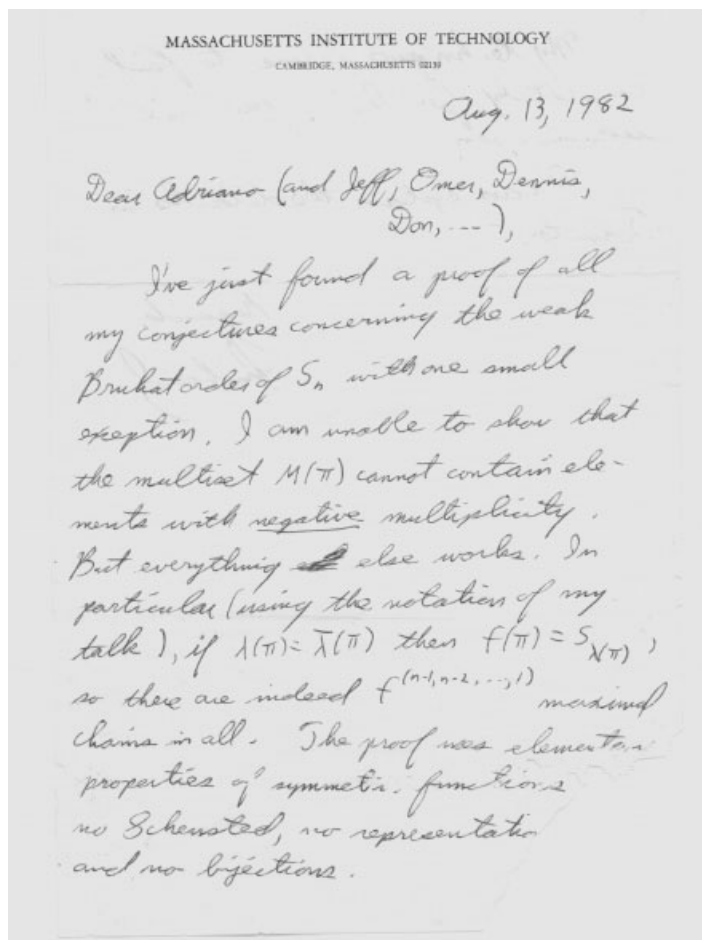 MASSACHUSETTS INSTITUTE OF TECHNOLOGY
CAMBRIDGE, MASSACHUSETTS 02139
Aug. 13, 1982
Dear Adriano (and Jeff, Omer, Dennis,
Don, ---),
I've just found a proof of all
my conjectures concerning the weak
Bruhat order of Sₙ with one small
exception. I am unable to show that
the multiset M(π) cannot contain ele-
ments with negative multiplicity.
But everything else works. In
particular (using the notation of my
talk), if λ(π)=λ̄(π) then f(π)=S_λ(π),
so there are indeed f^(n-1,n-2,...,1) maximal
chains in all. The proof uses elementar
properties of symmetri. functions
no Schensted, no representatio
and no bijections.